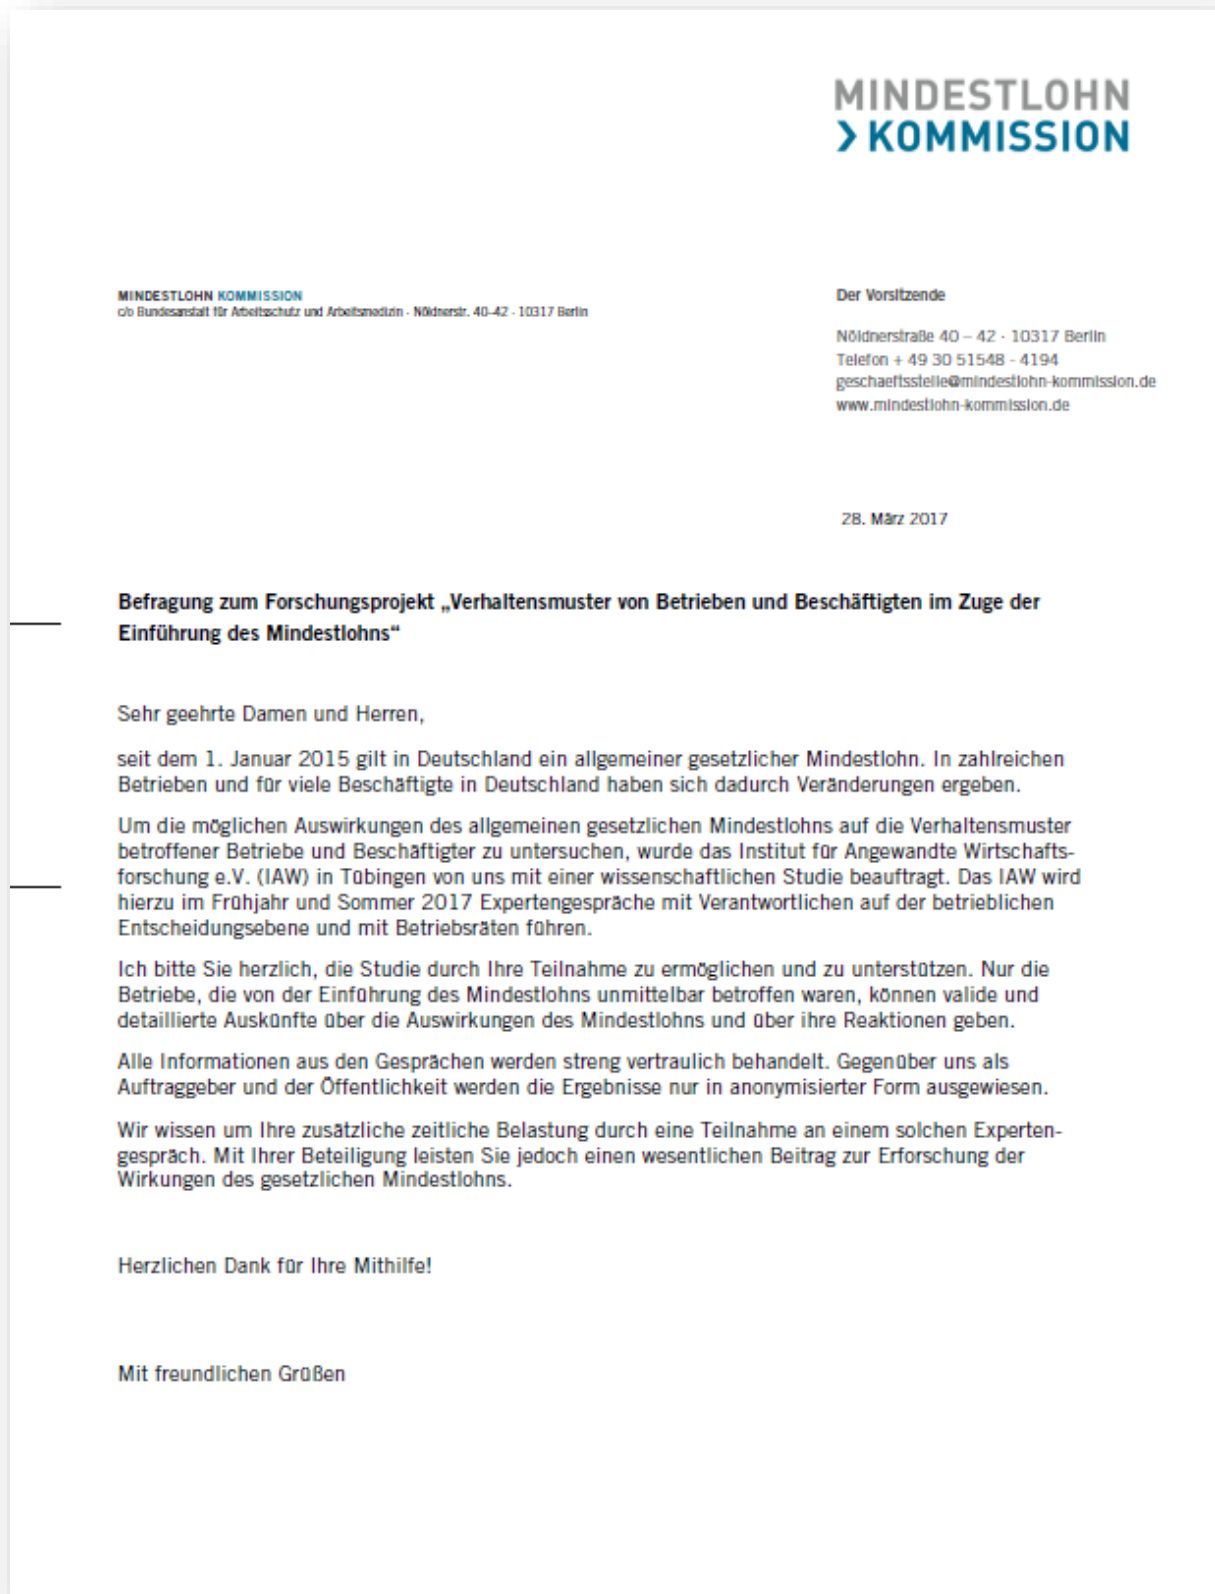 MINDESTLOHN
KOMMISSION
MINDESTLOHN KOMMISSION
c/o Bundesanstalt für Arbeitsschutz und Arbeitsmedizin - Nöldnerstr. 40-42 - 10317 Berlin
Der Vorsitzende
Nöldnerstraße 40 – 42 - 10317 Berlin
Telefon + 49 30 51548 - 4194
geschaeftsstelle@mindestlohn-kommission.de
www.mindestlohn-kommission.de
28. März 2017
Befragung zum Forschungsprojekt „Verhaltensmuster von Betrieben und Beschäftigten im Zuge der
Einführung des Mindestlohns“
Sehr geehrte Damen und Herren,
seit dem 1. Januar 2015 gilt in Deutschland ein allgemeiner gesetzlicher Mindestlohn. In zahlreichen
Betrieben und für viele Beschäftigte in Deutschland haben sich dadurch Veränderungen ergeben.
Um die möglichen Auswirkungen des allgemeinen gesetzlichen Mindestlohns auf die Verhaltensmuster
betroffener Betriebe und Beschäftigter zu untersuchen, wurde das Institut für Angewandte Wirtschafts-
forschung e.V. (IAW) in Tübingen von uns mit einer wissenschaftlichen Studie beauftragt. Das IAW wird
hierzu im Frühjahr und Sommer 2017 Expertengespräche mit Verantwortlichen auf der betrieblichen
Entscheidungsebene und mit Betriebsräten führen.
Ich bitte Sie herzlich, die Studie durch Ihre Teilnahme zu ermöglichen und zu unterstützen. Nur die
Betriebe, die von der Einführung des Mindestlohns unmittelbar betroffen waren, können valide und
detaillierte Auskünfte über die Auswirkungen des Mindestlohns und über ihre Reaktionen geben.
Alle Informationen aus den Gesprächen werden streng vertraulich behandelt. Gegenüber uns als
Auftraggeber und der Öffentlichkeit werden die Ergebnisse nur in anonymisierter Form ausgewiesen.
Wir wissen um Ihre zusätzliche zeitliche Belastung durch eine Teilnahme an einem solchen Experten-
gespräch. Mit Ihrer Beteiligung leisten Sie jedoch einen wesentlichen Beitrag zur Erforschung der
Wirkungen des gesetzlichen Mindestlohns.
Herzlichen Dank für Ihre Mithilfe!
Mit freundlichen Grüßen